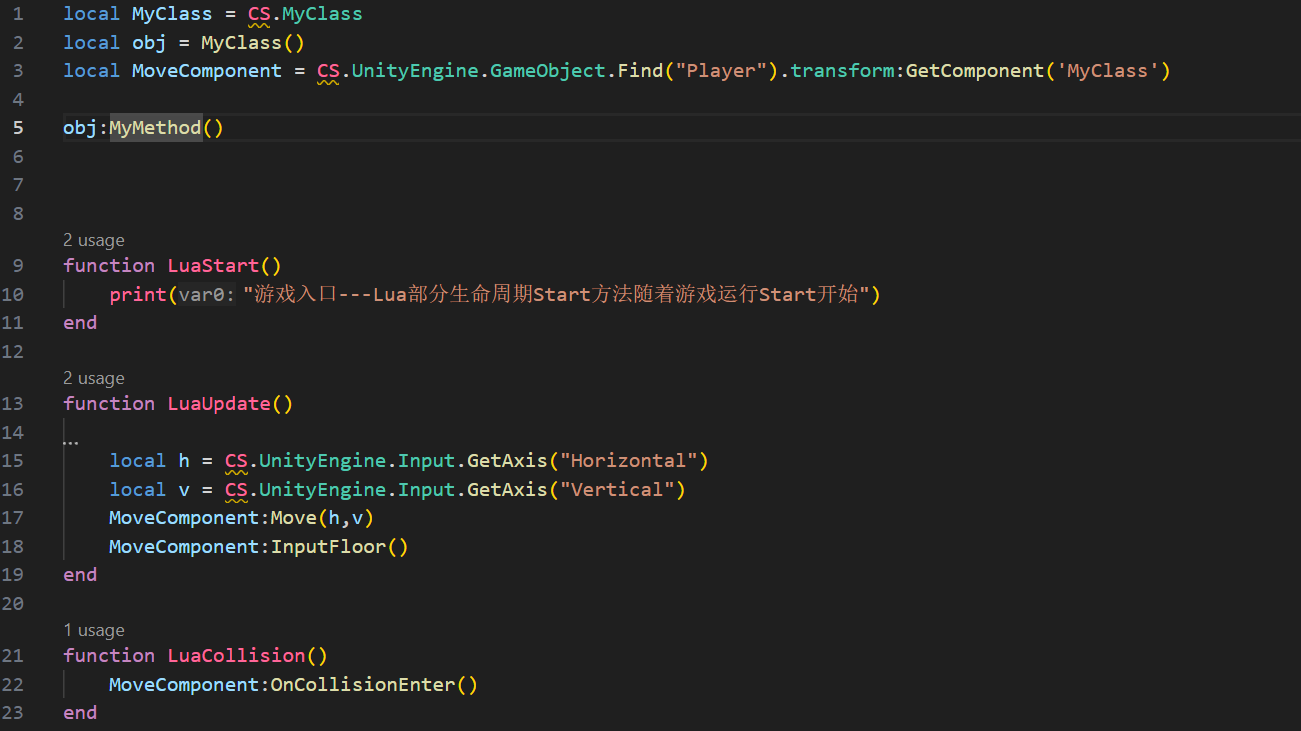 1 local MyClass = CS.MyClass
2 local obj = MyClass()
3 local MoveComponent = CS.UnityEngine.GameObject.Find("Player").transform:GetComponent('MyClass')
4
5 obj:MyMethod()
6
7
8
2 usage
9 function LuaStart()
10 print(var0: "游戏入口---Lua部分生命周期Start方法随着游戏运行Start开始")
11 end
12
2 usage
13 function LuaUpdate()
14 ...
15 local h = CS.UnityEngine.Input.GetAxis("Horizontal")
16 local v = CS.UnityEngine.Input.GetAxis("Vertical")
17 MoveComponent:Move(h,v)
18 MoveComponent:InputFloor()
19 end
20
1 usage
21 function LuaCollision()
22 MoveComponent:OnCollisionEnter()
23 end